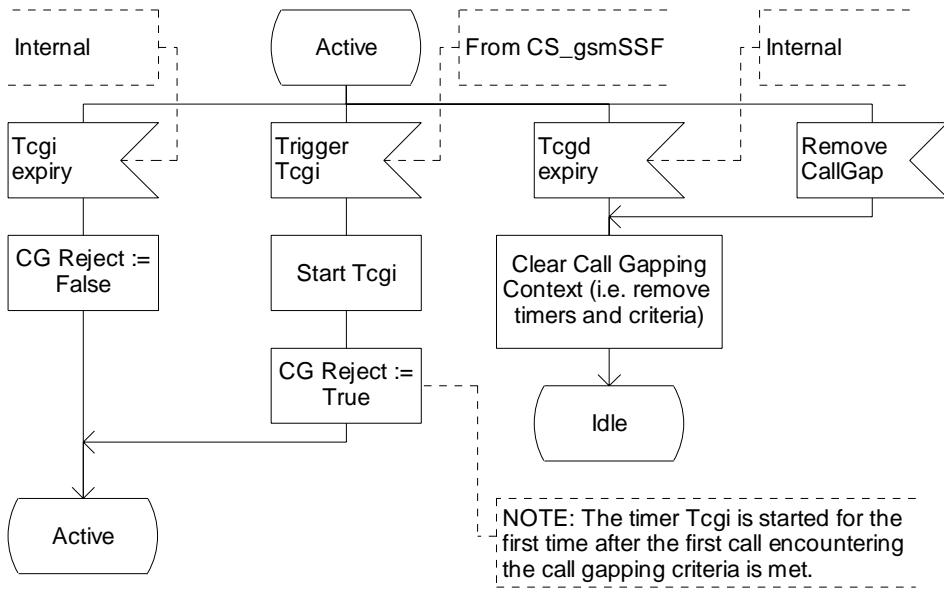 Internal
Active
From CS_gsmSSF
Internal
Tcgi
expiry
Trigger
Tcgi
Tcgd
expiry
Remove
CallGap
CG Reject :=
False
Start Tcgi
Clear Call Gapping
Context (i.e. remove
timers and criteria)
CG Reject :=
True
Idle
Active
NOTE: The timer Tcgi is started for the
first time after the first call encountering
the call gapping criteria is met.